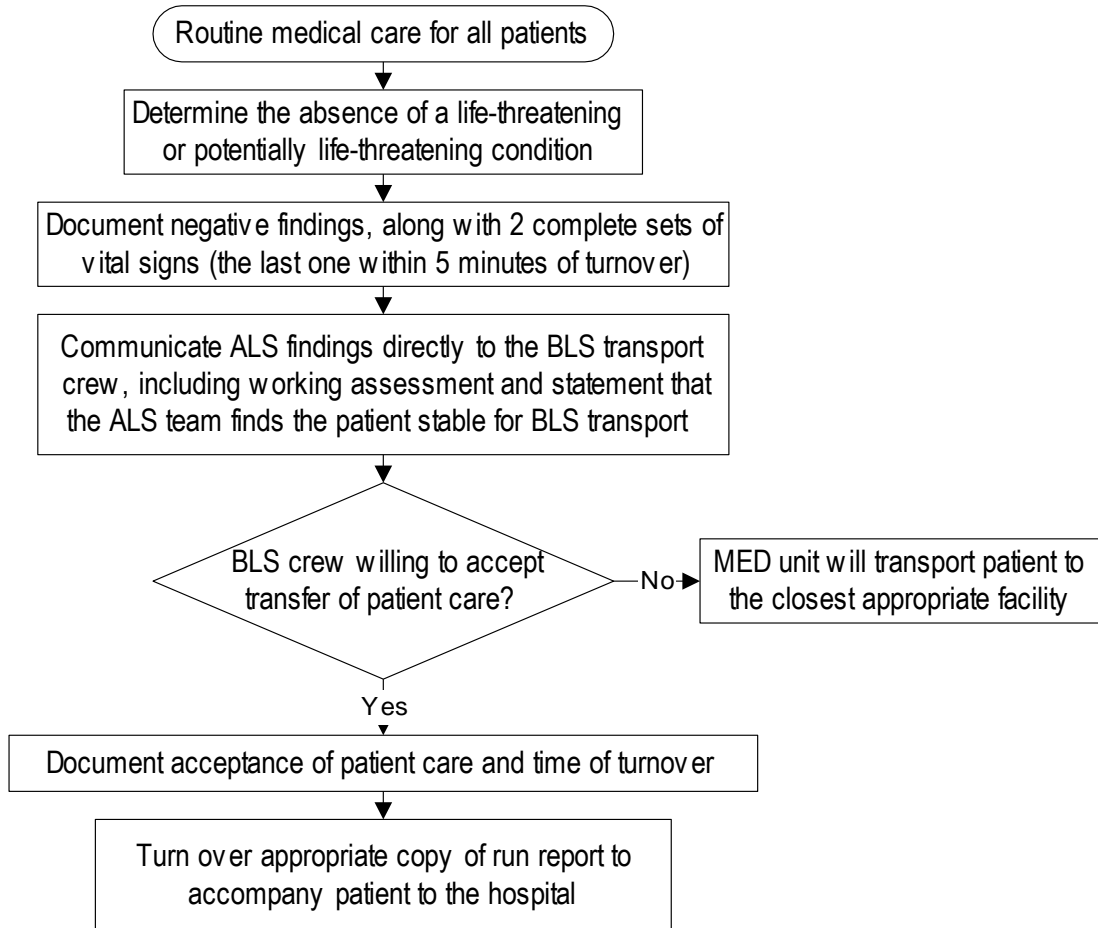 Routine medical care for all patients
Determine the absence of a life-threatening
or potentially life-threatening condition
Document negative findings, along with 2 complete sets of
vital signs (the last one within 5 minutes of turnover)
Communicate ALS findings directly to the BLS transport
crew, including working assessment and statement that
the ALS team finds the patient stable for BLS transport
BLS crew willing to accept
transfer of patient care?
No
MED unit will transport patient to
the closest appropriate facility
Yes
Document acceptance of patient care and time of turnover
Turn over appropriate copy of run report to
accompany patient to the hospital